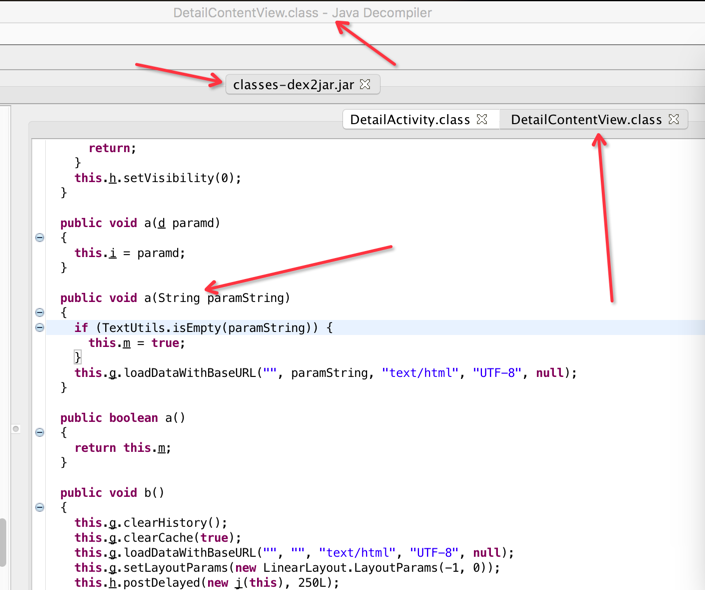 DetailContentView.class - Java Decompiler
classes-dex2jar.jar
DetailActivity.class DetailContentView.class
return;
}
this.h.setVisibility(0);
}
public void a(d paramd)
{
this.i = paramd;
}
public void a(String paramString)
{
if (TextUtils.isEmpty(paramString)) {
this.m = true;
}
this.g.loadDataWithBaseURL("", paramString, "text/html", "UTF-8", null);
}
public boolean a()
{
return this.m;
}
public void b()
{
this.g.clearHistory();
this.g.clearCache(true);
this.g.loadDataWithBaseURL("", "", "text/html", "UTF-8", null);
this.g.setLayoutParams(new LinearLayout.LayoutParams(-1, 0));
this.h.postDelayed(new j(this), 250L);